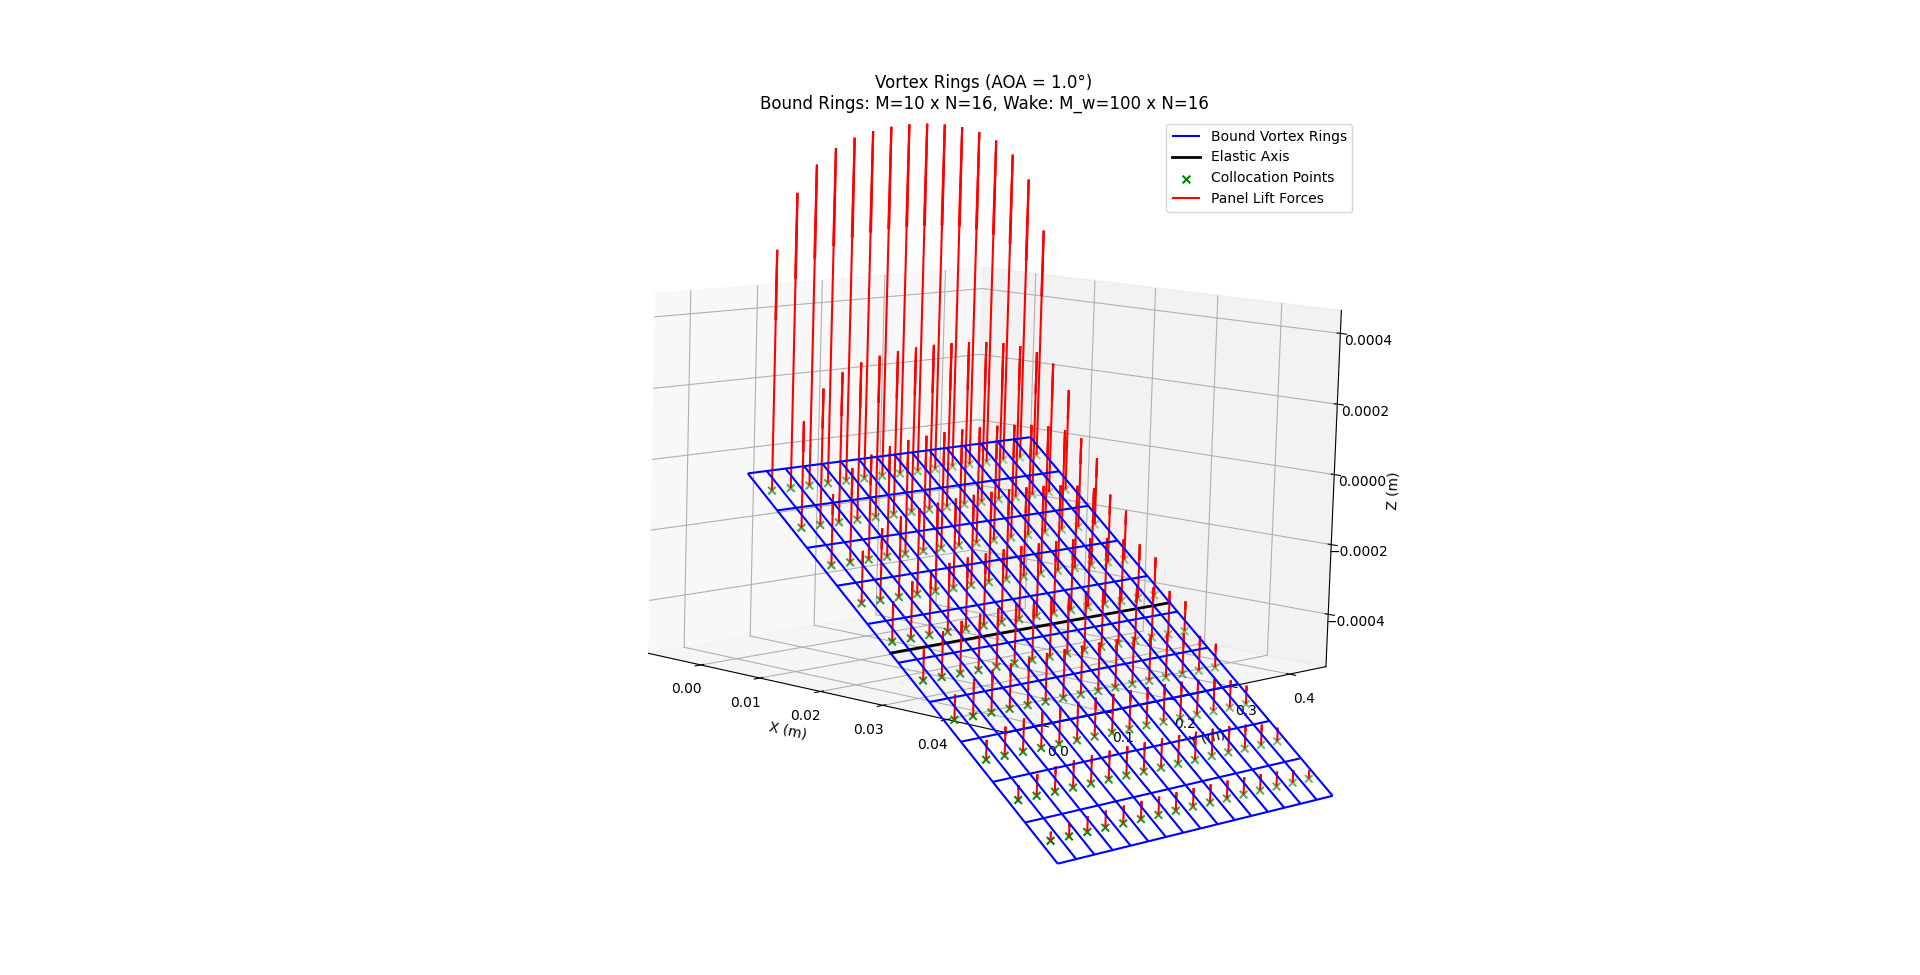 Vortex Rings (AOA = 1.0°)
Bound Rings: M=10 x N=16, Wake: M_w=100 x N=16
Bound Vortex Rings
Elastic Axis
Collocation Points
Panel Lift Forces
0.0004
0.0002
0.0000
−0.0002
−0.0004
Z (m)
0.00
0.01
0.02
0.03
0.04
X (m)
0.0
0.1
0.2
0.3
0.4